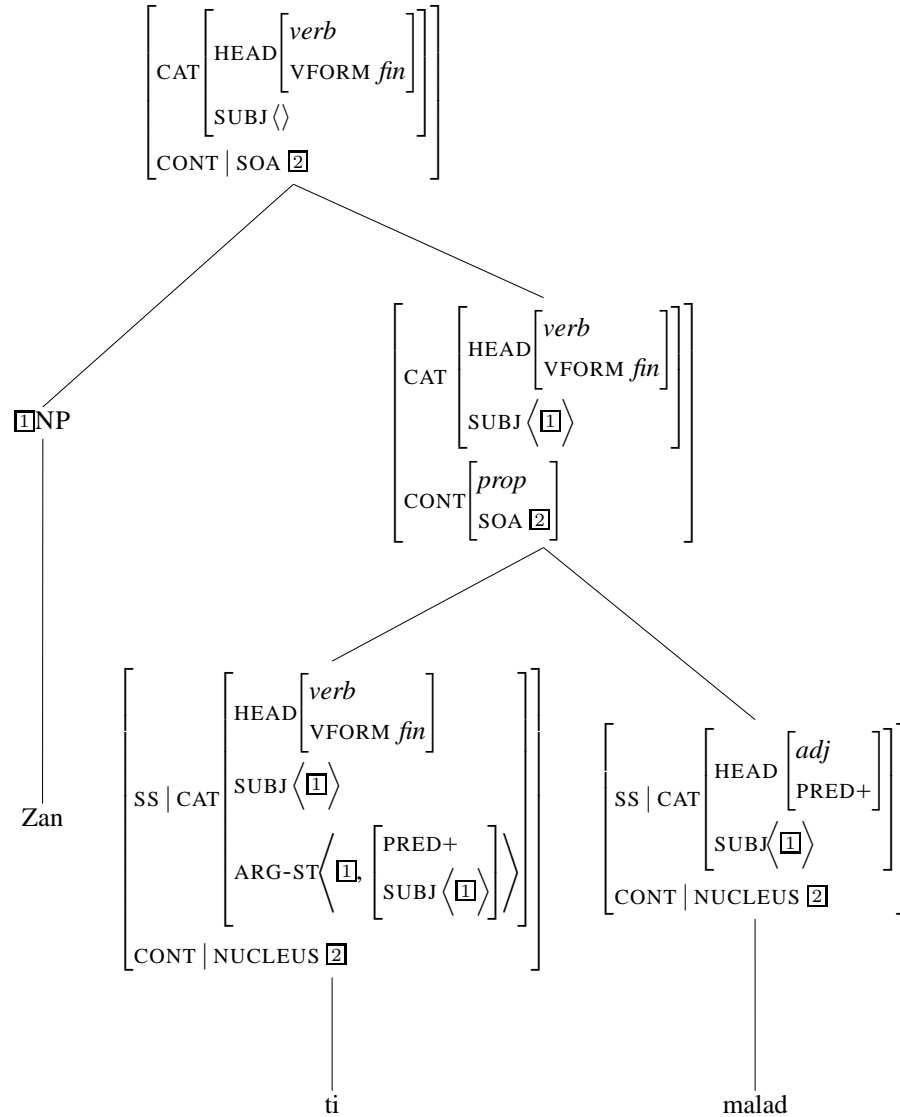 HEAD verb
VFORM fin
CAT
SUBJ ⟨⟩
CONT | SOA 2
HEAD verb
VFORM fin
CAT
SUBJ ⟨ 1 ⟩
CONT prop
SOA 2
1 NP
HEAD verb
VFORM fin
SUBJ ⟨ 1 ⟩
SS | CAT
ARG-ST ⟨ 1 , PRED+
SUBJ ⟨ 1 ⟩ ⟩
CONT | NUCLEUS 2
HEAD adj
PRED+
SS | CAT
SUBJ ⟨ 1 ⟩
CONT | NUCLEUS 2
Zan
ti malad